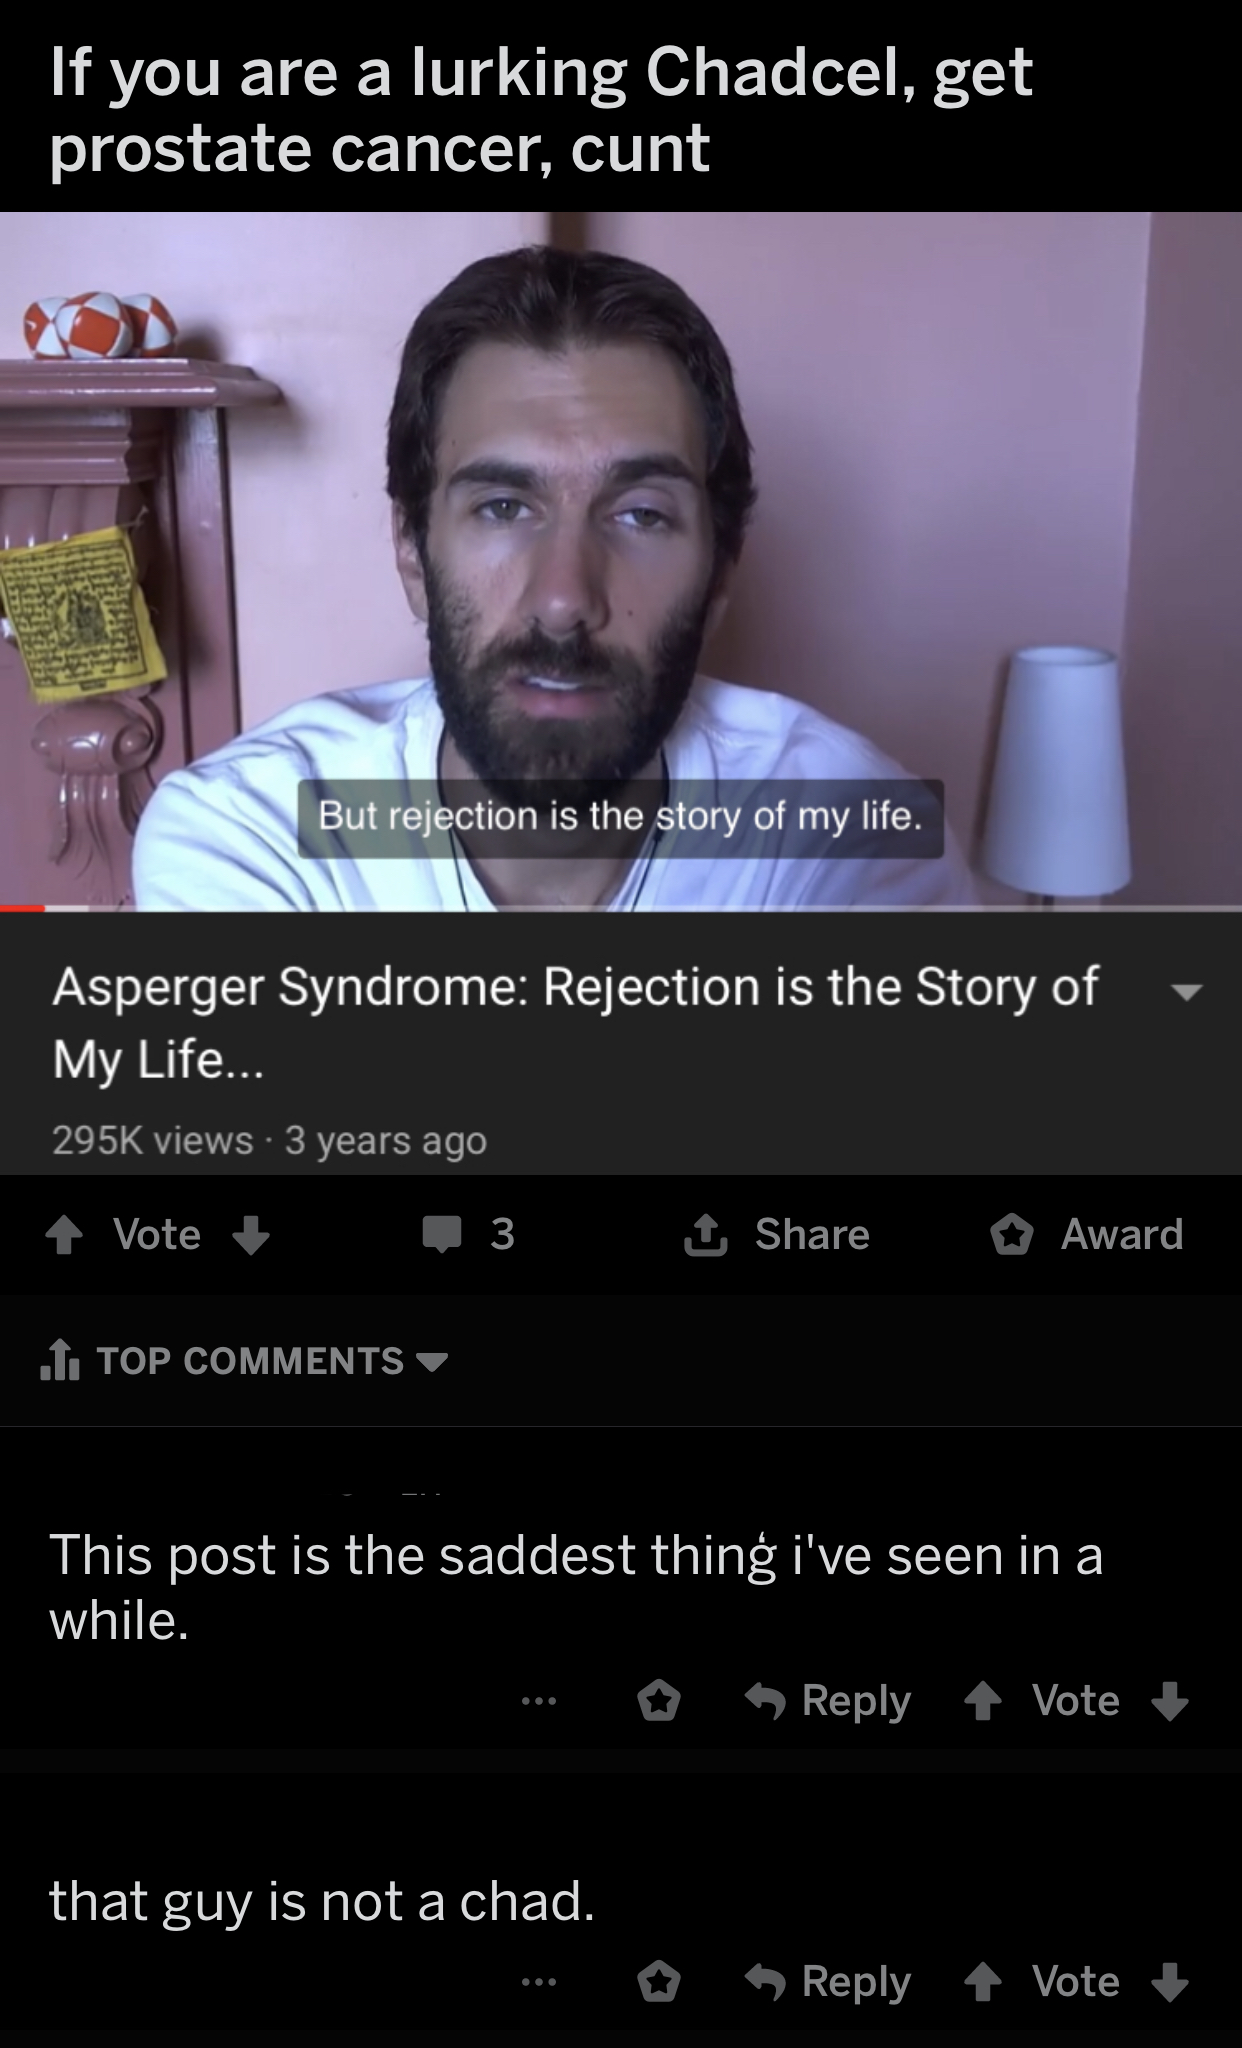 If you are a lurking Chadcel, get
prostate cancer, cunt
But rejection is the story of my life.
Asperger Syndrome: Rejection is the Story of
My Life...
295K views · 3 years ago
Vote
3
Share
Award
TOP COMMENTS
This post is the saddest thing i've seen in a
while.
...
Reply
Vote
that guy is not a chad.
...
Reply
Vote